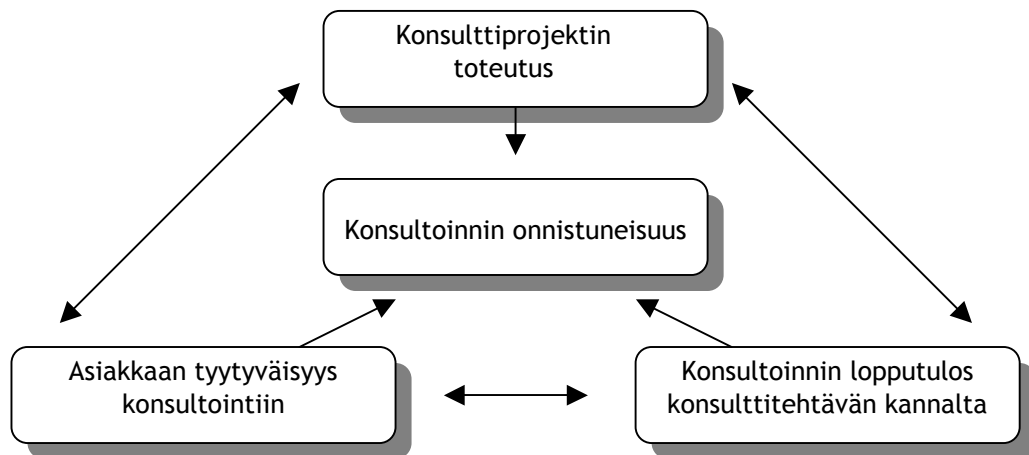 Konsulttiprojektin
toteutus
Konsultoinnin onnistuneisuus
Asiakkaan tyytyväisyys
konsultointiin
Konsultoinnin lopputulos
konsulttitehtävän kannalta